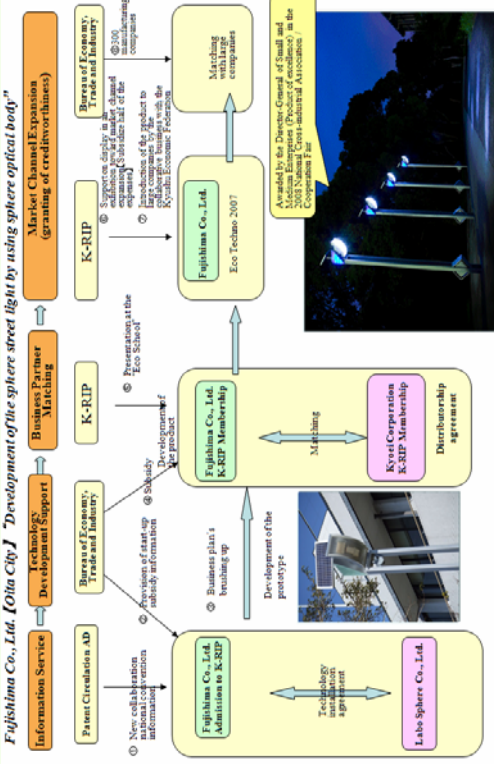 Fujishima Co., Ltd. 【Oita City】 "Development of the sphere street light by using sphere optical body"
Information Service
Technology
Development Support
Business Partner
Matching
Market Channel Expansion
(granting of creditworthiness)
Patent Circulation AD
Bureau of Economy,
Trade and Industry
K-RIP
K-RIP
Bureau of Economy,
Trade and Industry
① New collaboration
national convention
information
② Provision of start-up
subsidy information
④ Subsidy
Development of
the product
⑤ Presentation at the
"Eco School"
⑥
Support on display in an
exhibition toward market channel
expansion【Subsidize half of the
expenses】
⑦
Introduction of the product to
large companies by the
collaborative business with the
Kyushu Economic Federation
300
manufacturing
companies
Fujishima Co., Ltd.
Admission to K-RIP
Technology
installation
agreement
Labo Sphere Co., Ltd.
③ Business plan's
brushing up
Development of the
prototype
Fujishima Co., Ltd.
K-RIP Membership
Matching
Kyoei Corporation
K-RIP Membership
Distributorship
agreement
Fujishima Co., Ltd.
Eco Techno 2007
Matching
with large
companies
Awarded by the Director-General of Small and
Medium Enterprises (Product of excellence) in the
2008 National Cross-industrial Association /
Cooperation Fair